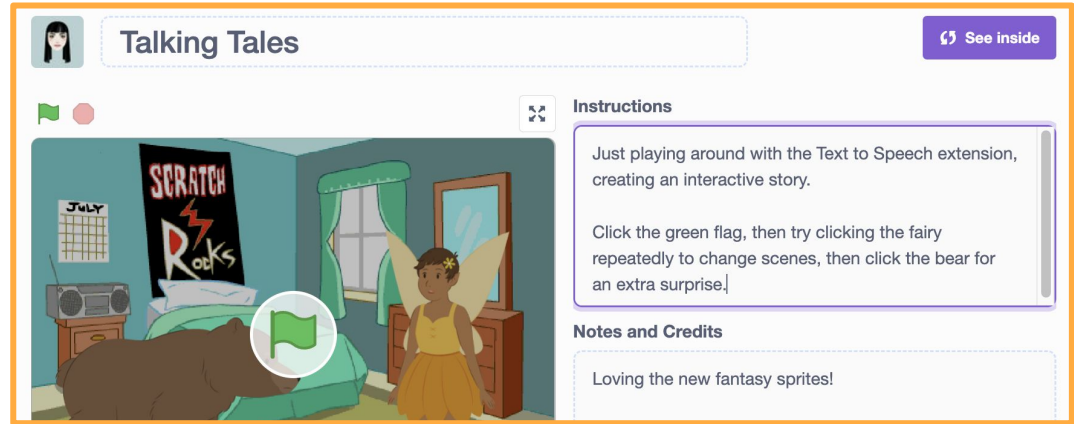 Talking Tales
See inside
Instructions
Just playing around with the Text to Speech extension,
creating an interactive story.
Click the green flag, then try clicking the fairy
repeatedly to change scenes, then click the bear for
an extra surprise.
SCRATCH
Rocks
JULY
Notes and Credits
Loving the new fantasy sprites!